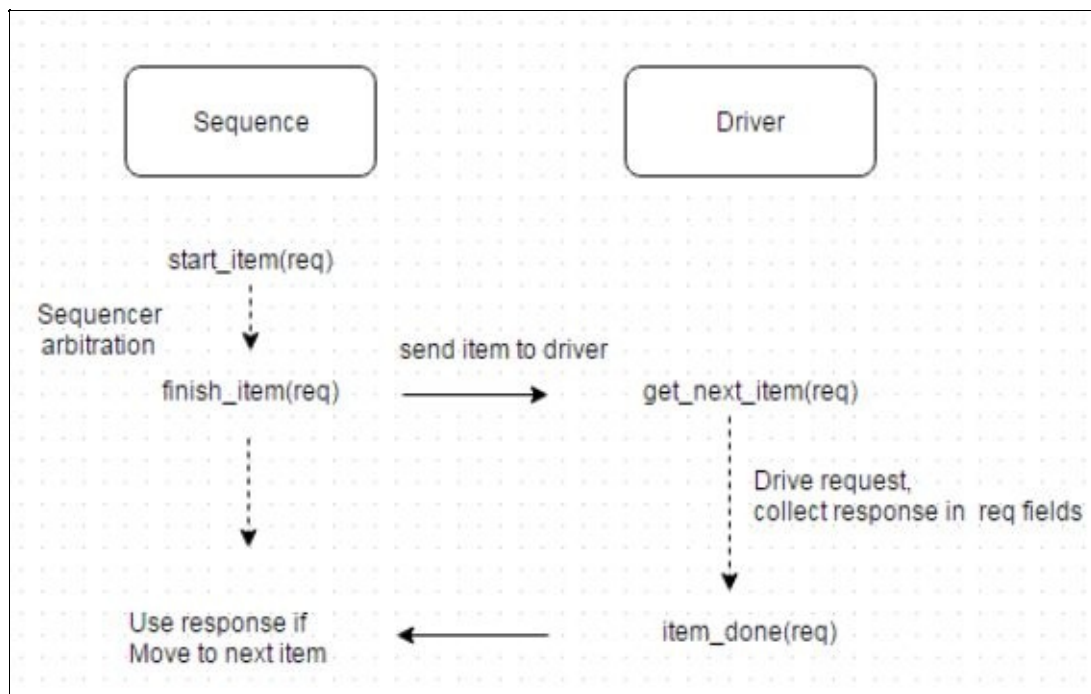 Sequence
Driver
start_item(req)
Sequencer
arbitration
send item to driver
finish_item(req)
get_next_item(req)
Drive request,
collect response in req fields
Use response if
Move to next item
item_done(req)